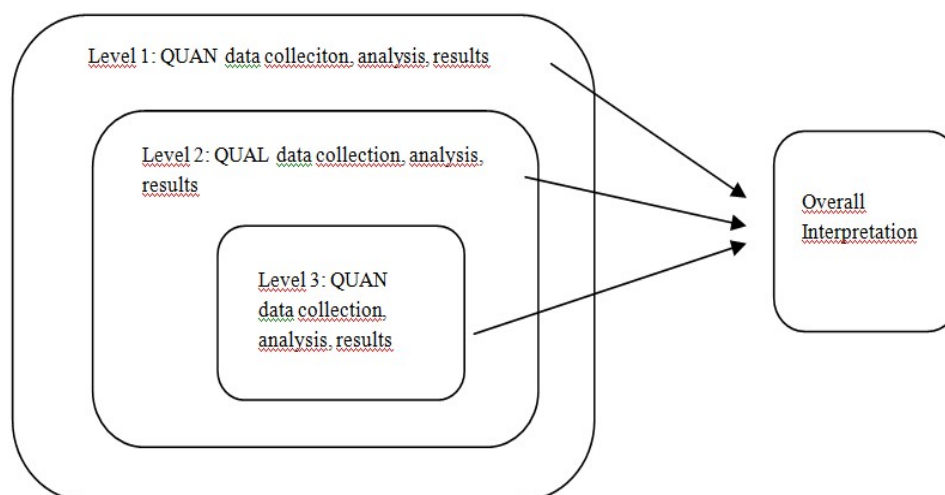 Level 1: QUAN data colleciton, analysis, results
Level 2: QUAL data collection, analysis,
results
Level 3: QUAN
data collection,
analysis, results
Overall
Interpretation